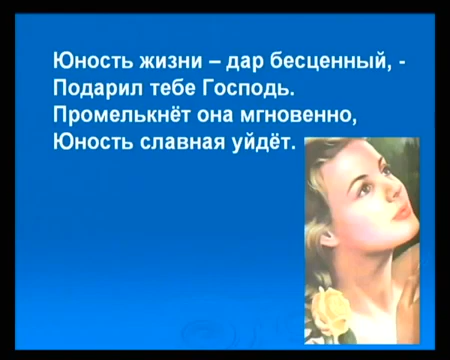 Юность жизни – дар бесценный, -
Подарил тебе Господь.
Промелькнёт она мгновенно,
Юность славная уйдёт.